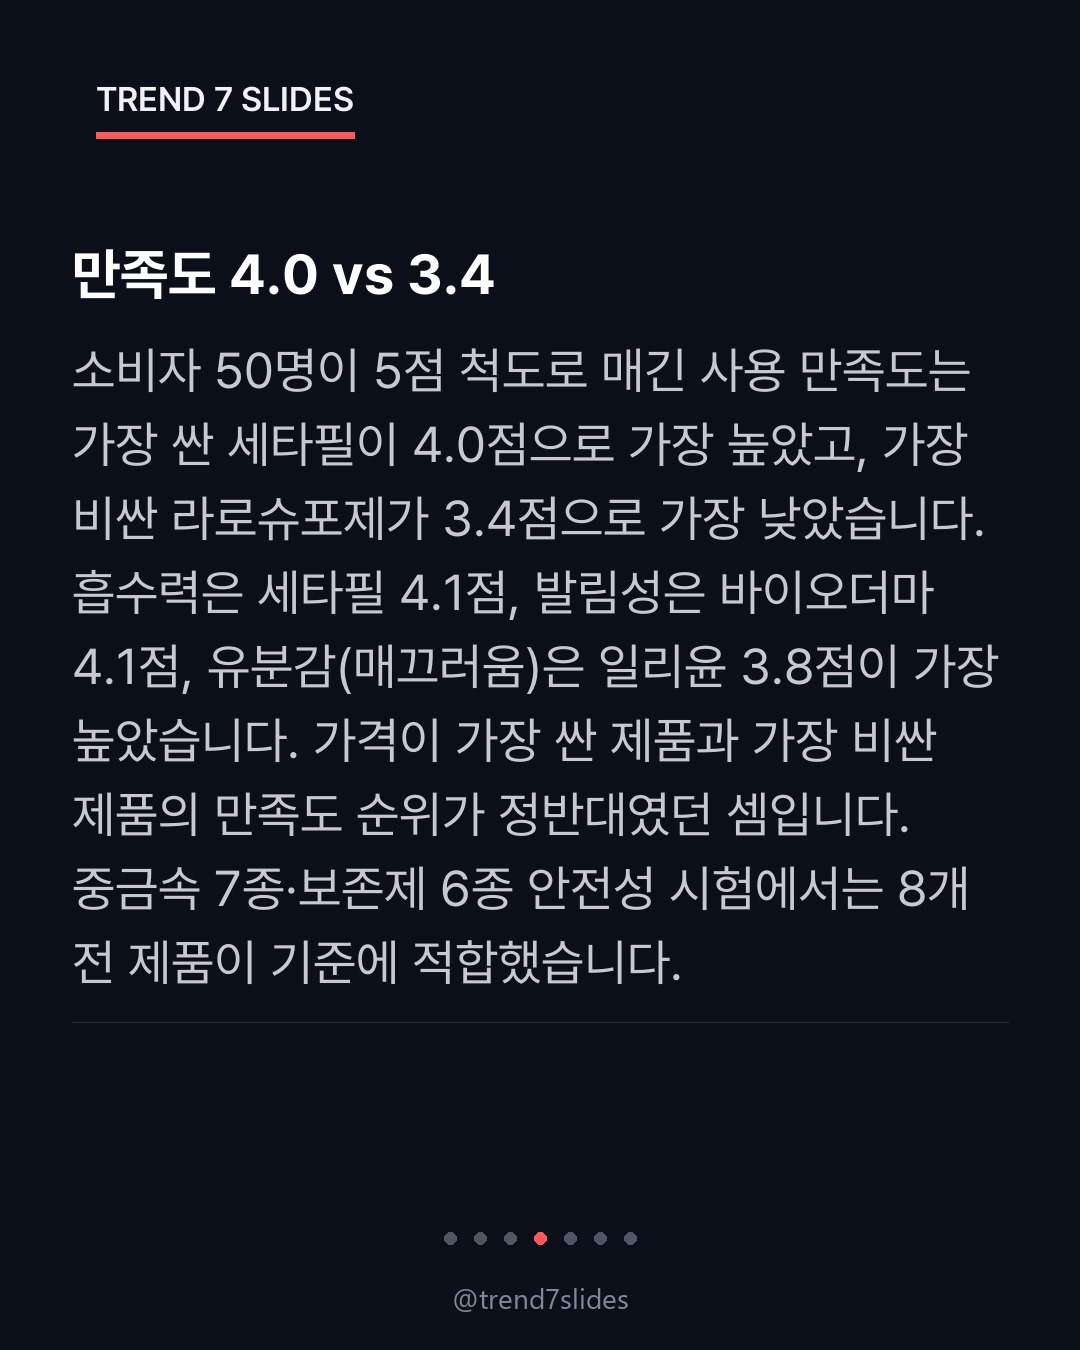 TREND 7 SLIDES
만족도 4.0 vs 3.4
소비자 50명이 5점 척도로 매긴 사용 만족도는
가장 싼 세타필이 4.0점으로 가장 높았고, 가장
비싼 라로슈포제가 3.4점으로 가장 낮았습니다.
흡수력은 세타필 4.1점, 발림성은 바이오더마
4.1점, 유분감(매끄러움)은 일리윤 3.8점이 가장
높았습니다. 가격이 가장 싼 제품과 가장 비싼
제품의 만족도 순위가 정반대였던 셈입니다.
중금속 7종·보존제 6종 안전성 시험에서는 8개
전 제품이 기준에 적합했습니다.
@trend7slides